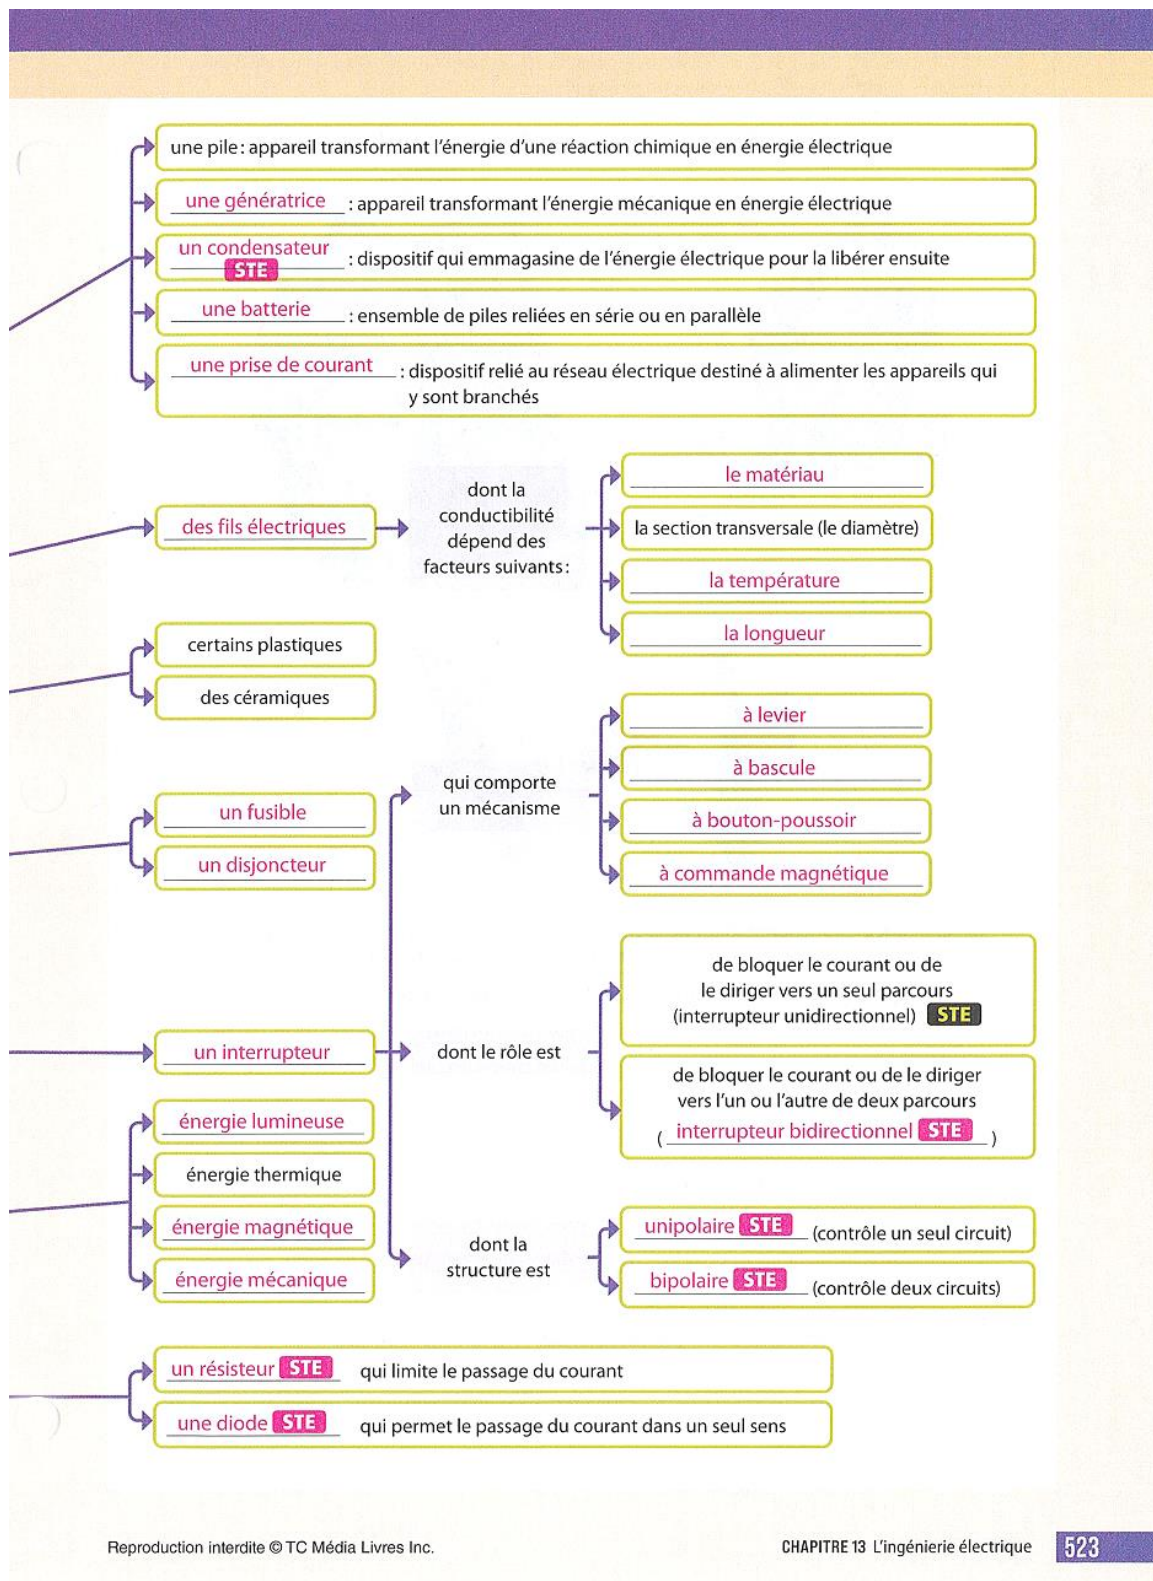 une pile : appareil transformant l'énergie d'une réaction chimique en énergie électrique
une génératrice : appareil transformant l'énergie mécanique en énergie électrique
un condensateur STE : dispositif qui emmagasine de l'énergie électrique pour la libérer ensuite
une batterie : ensemble de piles reliées en série ou en parallèle
une prise de courant : dispositif relié au réseau électrique destiné à alimenter les appareils qui
y sont branchés
des fils électriques
dont la
conductibilité
dépend des
facteurs suivants :
le matériau
la section transversale (le diamètre)
la température
la longueur
certains plastiques
des céramiques
un fusible
un disjoncteur
qui comporte
un mécanisme
à levier
à bascule
à bouton-poussoir
à commande magnétique
un interrupteur
dont le rôle est
de bloquer le courant ou de
le diriger vers un seul parcours
(interrupteur unidirectionnel) STE
de bloquer le courant ou de le diriger
vers l'un ou l'autre de deux parcours
( interrupteur bidirectionnel STE )
énergie lumineuse
énergie thermique
énergie magnétique
énergie mécanique
dont la
structure est
unipolaire STE (contrôle un seul circuit)
bipolaire STE (contrôle deux circuits)
un résisteur STE qui limite le passage du courant
une diode STE qui permet le passage du courant dans un seul sens
Reproduction interdite © TC Média Livres Inc.
CHAPITRE 13 L'ingénierie électrique 523